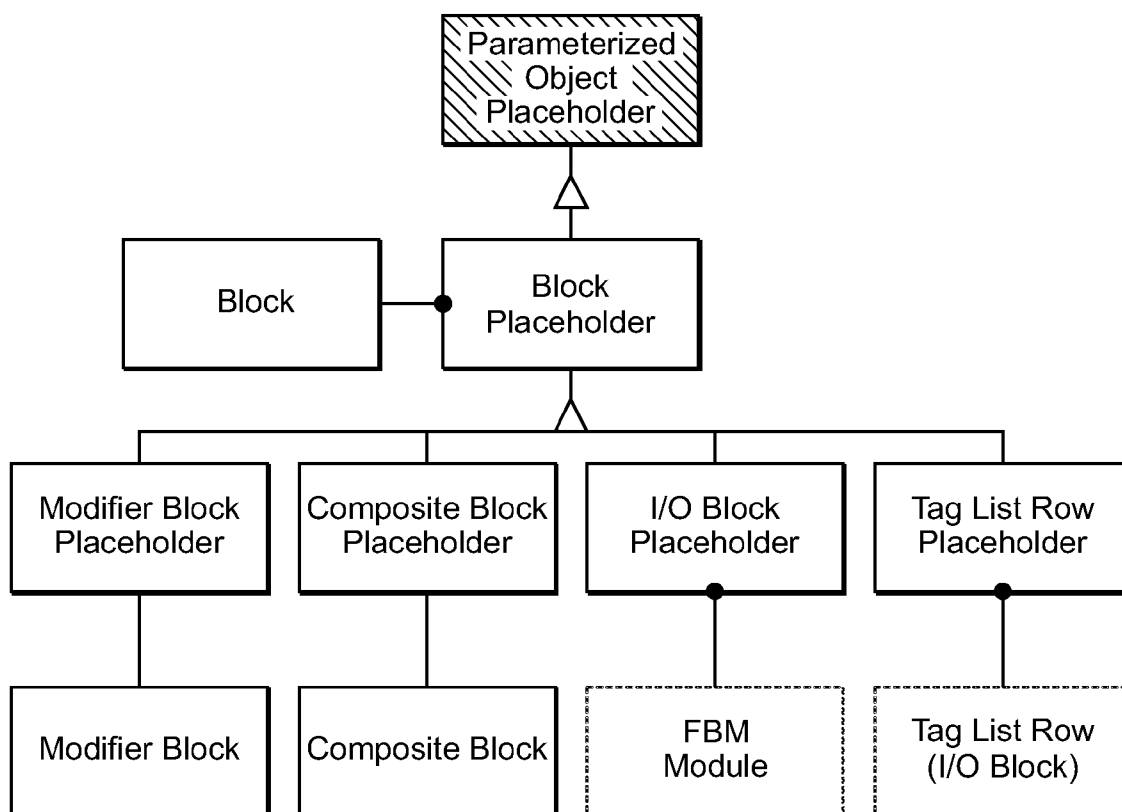 Parameterized
Object
Placeholder
Block
Block
Placeholder
Modifier Block
Placeholder
Composite Block
Placeholder
I/O Block
Placeholder
Tag List Row
Placeholder
Modifier Block
Composite Block
FBM
Module
Tag List Row
(I/O Block)